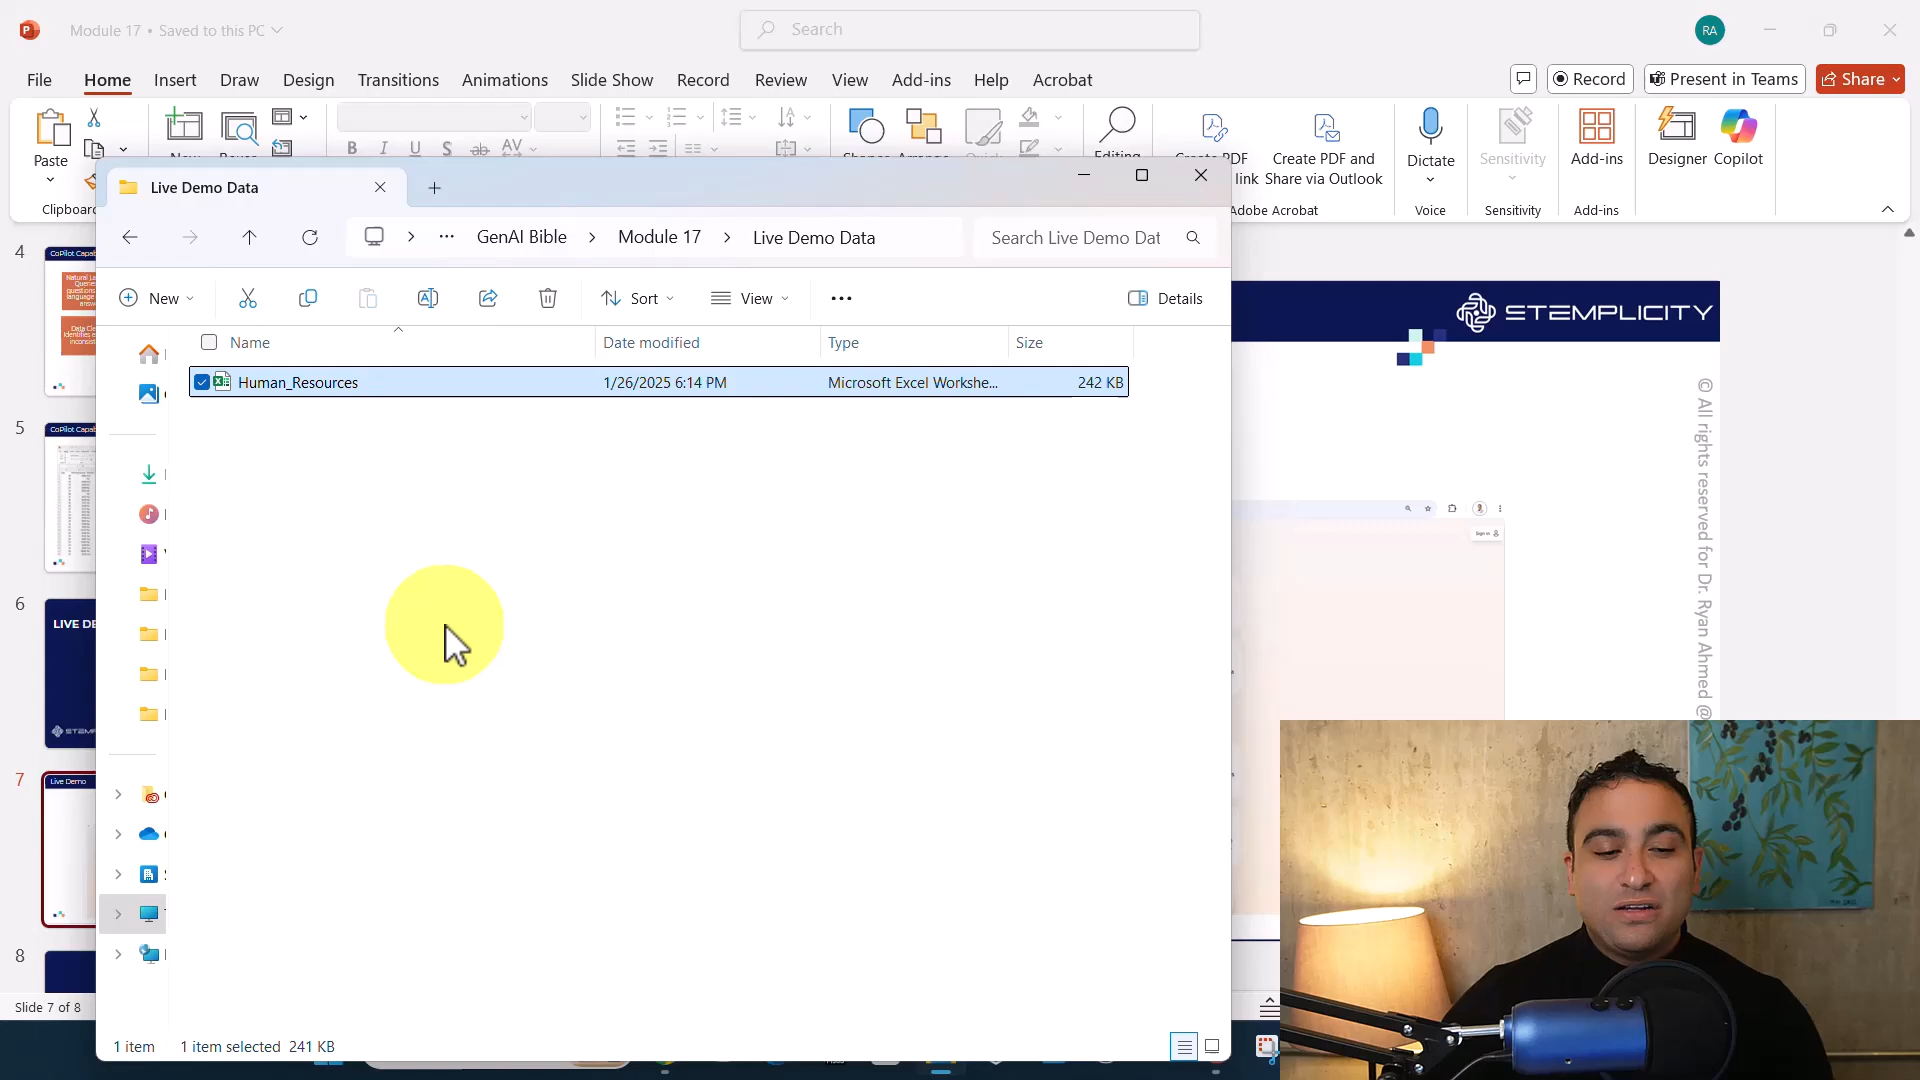 Module 17 • Saved to this PC
Search
RA
File Home Insert Draw Design Transitions Animations Slide Show Record Review View Add-ins Help Acrobat
Record
Present in Teams
Share
Paste
Editing
Create PDF and
link Share via Outlook
Dictate
Sensitivity
Add-ins
Designer
Copilot
Adobe Acrobat
Voice
Sensitivity
Add-ins
Live Demo Data
GenAI Bible > Module 17 > Live Demo Data
Search Live Demo Dat
New
Sort
View
Details
Name
Date modified
Type
Size
Human_Resources
1/26/2025 6:14 PM
Microsoft Excel Workshe...
242 KB
4
5
6
LIVE DE
7
Live Demo
8
STEMPLICITY
© All rights reserved for Dr. Ryan Ahmed @
Sign in
Slide 7 of 8
1 item
1 item selected 241 KB